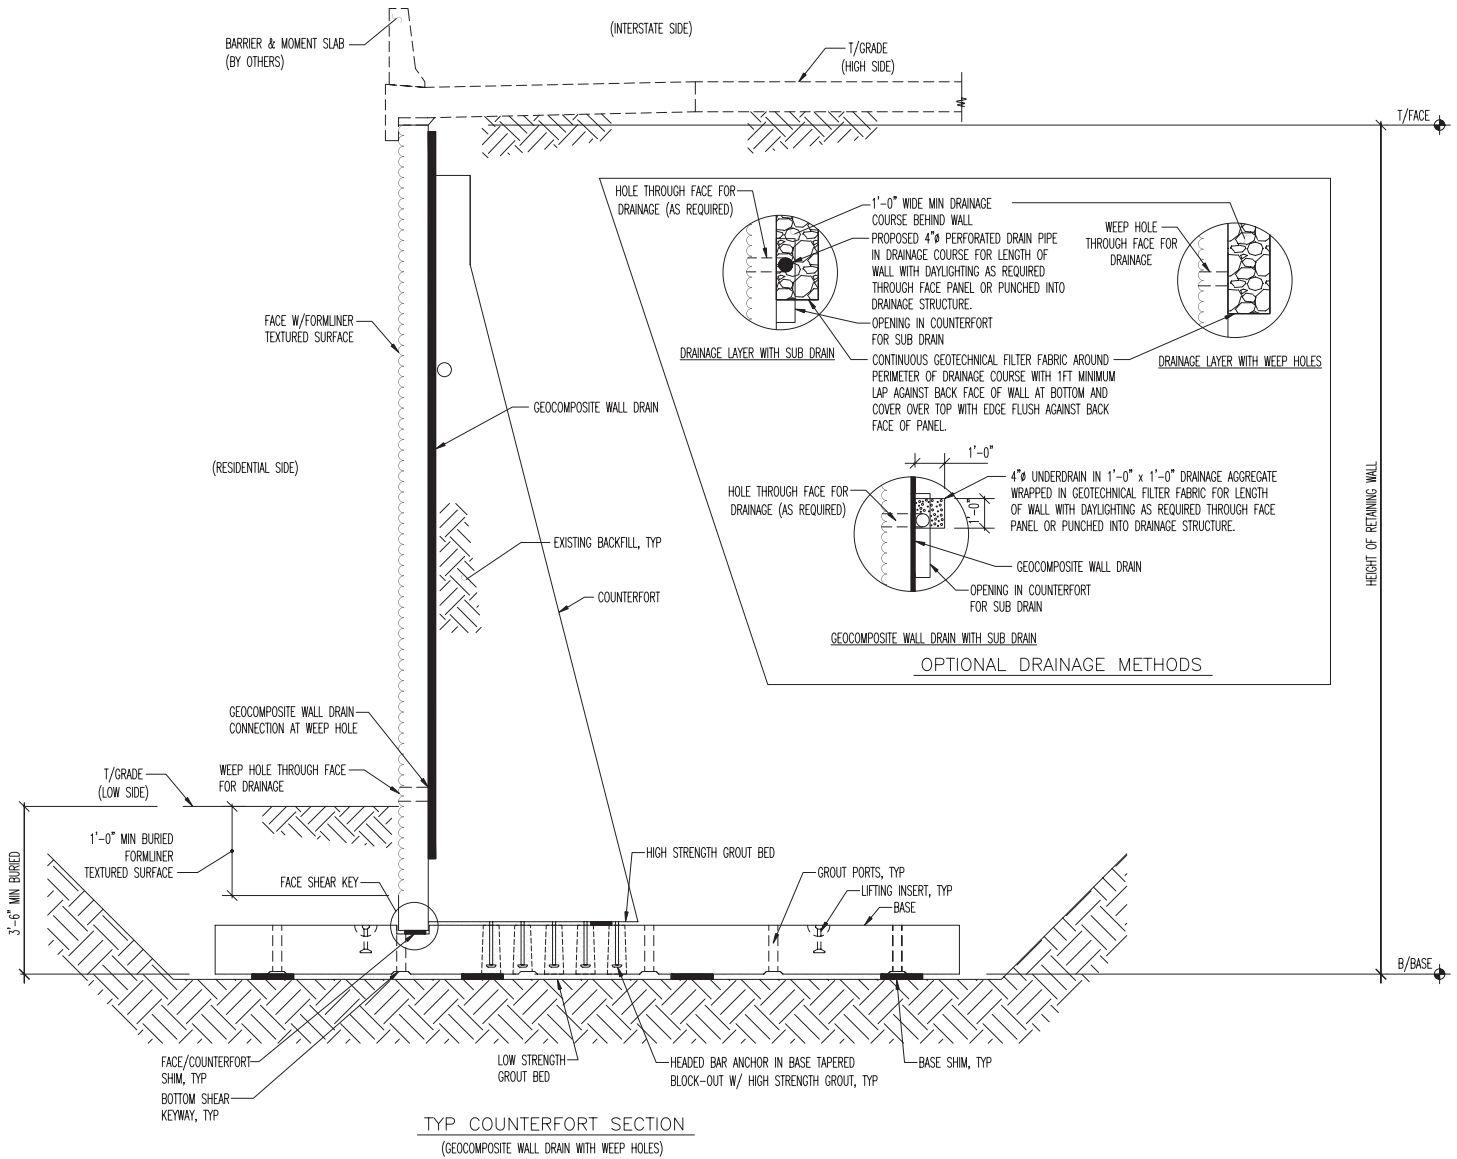 (INTERSTATE SIDE)
BARRIER & MOMENT SLAB
(BY OTHERS)
T/GRADE
(HIGH SIDE)
T/FACE
HOLE THROUGH FACE FOR
DRAINAGE (AS REQUIRED)
1'-0" WIDE MIN DRAINAGE
COURSE BEHIND WALL
PROPOSED 4"ø PERFORATED DRAIN PIPE
IN DRAINAGE COURSE FOR LENGTH OF
WALL WITH DAYLIGHTING AS REQUIRED
THROUGH FACE PANEL OR PUNCHED INTO
DRAINAGE STRUCTURE.
WEEP HOLE
THROUGH FACE FOR
DRAINAGE
OPENING IN COUNTERFORT
FOR SUB DRAIN
DRAINAGE LAYER WITH SUB DRAIN
CONTINUOUS GEOTECHNICAL FILTER FABRIC AROUND
PERIMETER OF DRAINAGE COURSE WITH 1FT MINIMUM
LAP AGAINST BACK FACE OF WALL AT BOTTOM AND
COVER OVER TOP WITH EDGE FLUSH AGAINST BACK
FACE OF PANEL.
DRAINAGE LAYER WITH WEEP HOLES
FACE W/FORMLINER
TEXTURED SURFACE
GEOCOMPOSITE WALL DRAIN
(RESIDENTIAL SIDE)
1'-0"
HOLE THROUGH FACE FOR
DRAINAGE (AS REQUIRED)
4"ø UNDERDRAIN IN 1'-0" x 1'-0" DRAINAGE AGGREGATE
WRAPPED IN GEOTECHNICAL FILTER FABRIC FOR LENGTH
OF WALL WITH DAYLIGHTING AS REQUIRED THROUGH FACE
PANEL OR PUNCHED INTO DRAINAGE STRUCTURE.
1'-0"
GEOCOMPOSITE WALL DRAIN
OPENING IN COUNTERFORT
FOR SUB DRAIN
GEOCOMPOSITE WALL DRAIN WITH SUB DRAIN
OPTIONAL DRAINAGE METHODS
HEIGHT OF RETAINING WALL
EXISTING BACKFILL, TYP
COUNTERFORT
GEOCOMPOSITE WALL DRAIN
CONNECTION AT WEEP HOLE
WEEP HOLE THROUGH FACE
FOR DRAINAGE
T/GRADE
(LOW SIDE)
1'-0" MIN BURIED
FORMLINER
TEXTURED SURFACE
3'-6" MIN BURIED
FACE SHEAR KEY
HIGH STRENGTH GROUT BED
GROUT PORTS, TYP
LIFTING INSERT, TYP
BASE
B/BASE
FACE/COUNTERFORT
SHIM, TYP
BOTTOM SHEAR
KEYWAY, TYP
LOW STRENGTH
GROUT BED
HEADED BAR ANCHOR IN BASE TAPERED
BLOCK-OUT W/ HIGH STRENGTH GROUT, TYP
BASE SHIM, TYP
TYP COUNTERFORT SECTION
(GEOCOMPOSITE WALL DRAIN WITH WEEP HOLES)